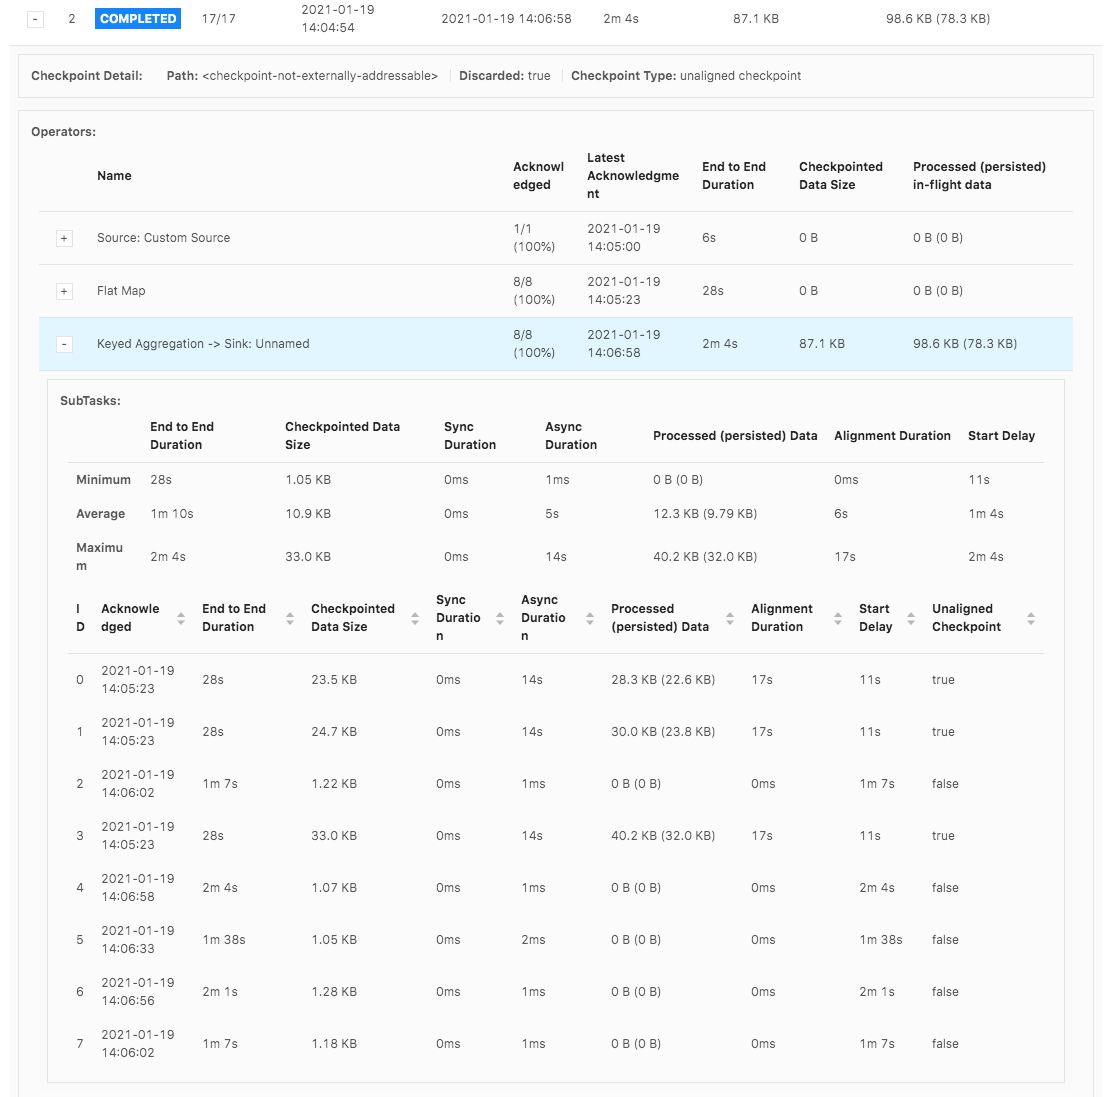 - 2 COMPLETED 17/17 2021-01-19 14:04:54 2021-01-19 14:06:58 2m 4s 87.1 KB 98.6 KB (78.3 KB)
Checkpoint Detail: Path: <checkpoint-not-externally-addressable> Discarded: true Checkpoint Type: unaligned checkpoint
Operators:
Name Acknowledged Latest Acknowledgment End to End Duration Checkpointed Data Size Processed (persisted) in-flight data
+ Source: Custom Source 1/1 (100%) 2021-01-19 14:05:00 6s 0 B 0 B (0 B)
+ Flat Map 8/8 (100%) 2021-01-19 14:05:23 28s 0 B 0 B (0 B)
- Keyed Aggregation -> Sink: Unnamed 8/8 (100%) 2021-01-19 14:06:58 2m 4s 87.1 KB 98.6 KB (78.3 KB)
SubTasks:
End to End Duration Checkpointed Data Size Sync Duration Async Duration Processed (persisted) Data Alignment Duration Start Delay
Minimum 28s 1.05 KB 0ms 1ms 0 B (0 B) 0ms 11s
Average 1m 10s 10.9 KB 0ms 5s 12.3 KB (9.79 KB) 6s 1m 4s
Maximum 2m 4s 33.0 KB 0ms 14s 40.2 KB (32.0 KB) 17s 2m 4s
ID Acknowledged End to End Duration Checkpointed Data Size Sync Duration Async Duration Processed (persisted) Data Alignment Duration Start Delay Unaligned Checkpoint
0 2021-01-19 14:05:23 28s 23.5 KB 0ms 14s 28.3 KB (22.6 KB) 17s 11s true
1 2021-01-19 14:05:23 28s 24.7 KB 0ms 14s 30.0 KB (23.8 KB) 17s 11s true
2 2021-01-19 14:06:02 1m 7s 1.22 KB 0ms 1ms 0 B (0 B) 0ms 1m 7s false
3 2021-01-19 14:05:23 28s 33.0 KB 0ms 14s 40.2 KB (32.0 KB) 17s 11s true
4 2021-01-19 14:06:58 2m 4s 1.07 KB 0ms 1ms 0 B (0 B) 0ms 2m 4s false
5 2021-01-19 14:06:33 1m 38s 1.05 KB 0ms 2ms 0 B (0 B) 0ms 1m 38s false
6 2021-01-19 14:06:56 2m 1s 1.28 KB 0ms 1ms 0 B (0 B) 0ms 2m 1s false
7 2021-01-19 14:06:02 1m 7s 1.18 KB 0ms 1ms 0 B (0 B) 0ms 1m 7s false